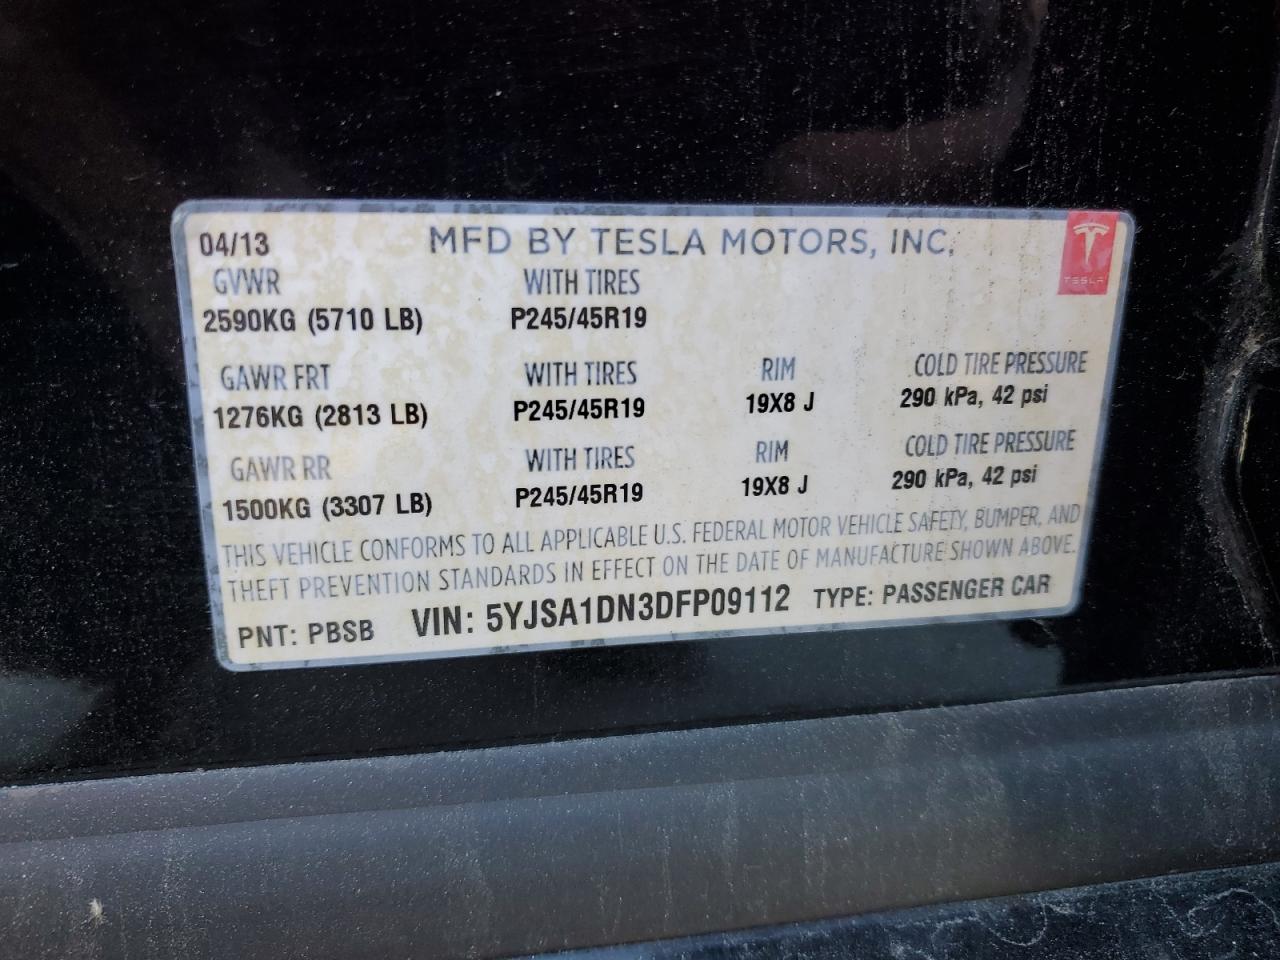 04/13 MFD BY TESLA MOTORS, INC.
TESLA
GVWR WITH TIRES
2590KG (5710 LB) P245/45R19
GAWR FRT WITH TIRES RIM COLD TIRE PRESSURE
1276KG (2813 LB) P245/45R19 19X8 J 290 kPa, 42 psi
GAWR RR WITH TIRES RIM COLD TIRE PRESSURE
1500KG (3307 LB) P245/45R19 19X8 J 290 kPa, 42 psi
THIS VEHICLE CONFORMS TO ALL APPLICABLE U.S. FEDERAL MOTOR VEHICLE SAFETY, BUMPER, AND
THEFT PREVENTION STANDARDS IN EFFECT ON THE DATE OF MANUFACTURE SHOWN ABOVE.
PNT: PBSB VIN: 5YJSA1DN3DFP09112 TYPE: PASSENGER CAR